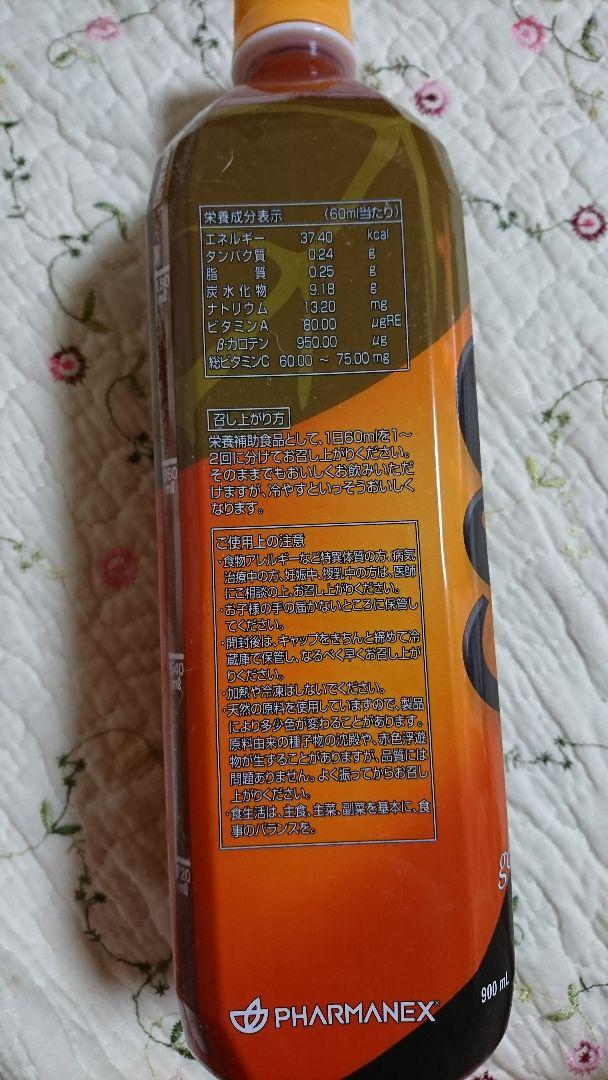 栄養成分表示 (60ml当たり)
エネルギー 37.40 kcal
タンパク質 0.24 g
脂 質 0.25 g
炭水化物 9.18 g
ナトリウム 13.20 mg
ビタミンA 80.00 µgRE
β-カロテン 950.00 µg
総ビタミンC 60.00 ～ 75.00 mg
召し上がり方
栄養補助食品として、1日60mlを1～
2回に分けてお召し上がりください。
そのままでもおいしくお飲みいただ
けますが、冷やすといっそうおいしく
なります。
ご使用上の注意
・食物アレルギーなど特異体質の方、病気
治療中の方、妊娠中、授乳中の方は、医師
にご相談の上、お召し上がりください。
・お子様の手の届かないところに保管し
てください。
・開封後は、キャップをきちんと締めて冷
蔵庫で保管し、なるべく早くお召し上が
りください。
・加熱や冷凍はしないでください。
・天然の原料を使用していますので、製品
により多少色が変わることがあります。
原料由来の種子物の沈殿や、赤色浮遊
物が生ずることがありますが、品質には
問題ありません。よく振ってからお召し
上がりください。
・食生活は、主食、主菜、副菜を基本に、食
事のバランスを。
540
mℓ
720
mℓ
PHARMANEX®
900 mL